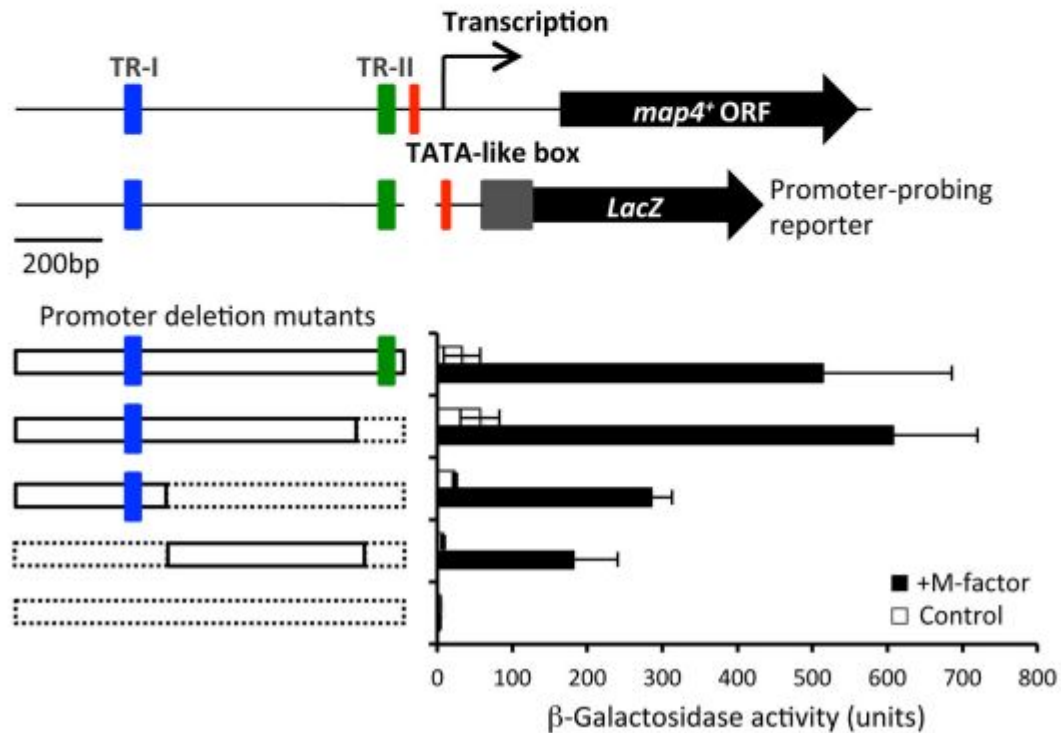 Transcription
TR-I
TR-II
map4⁺ ORF
TATA-like box
LacZ
Promoter-probing
reporter
200bp
Promoter deletion mutants
+M-factor
Control
0 100 200 300 400 500 600 700 800
β-Galactosidase activity (units)